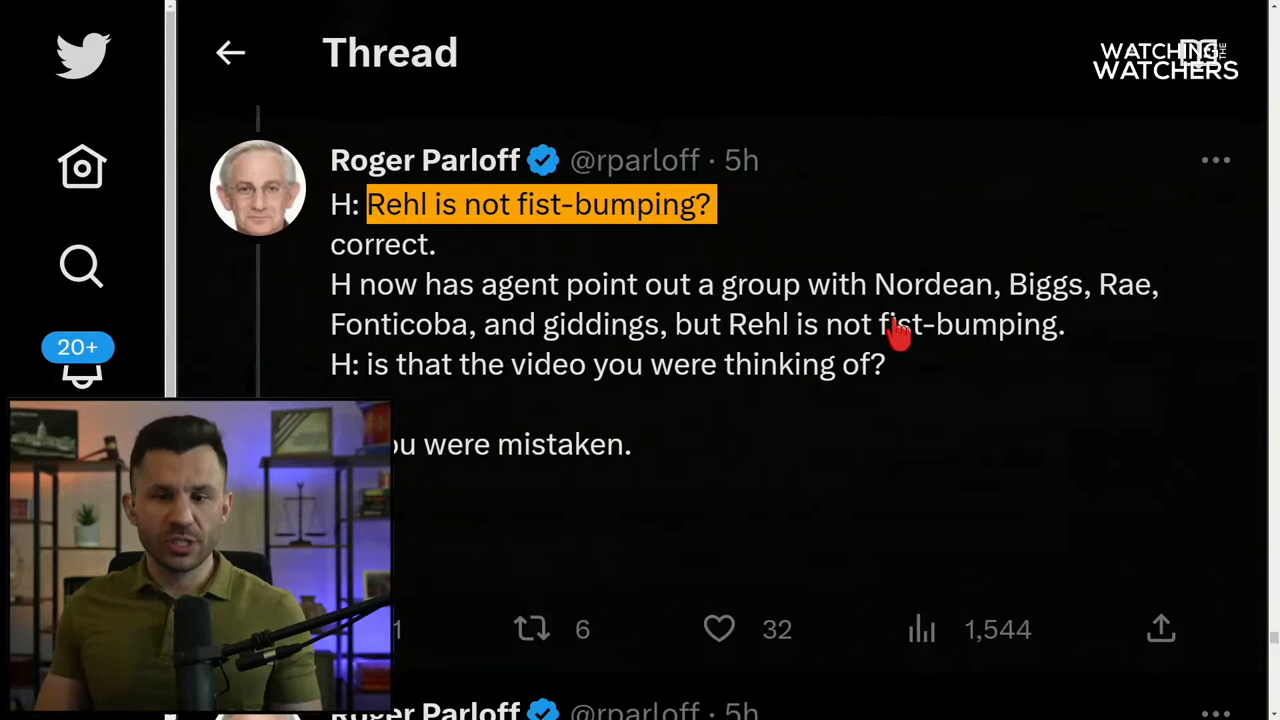 Thread
WATCHING THE
WATCHERS
Roger Parloff @rparloff · 5h
H: Rehl is not fist-bumping?
correct.
H now has agent point out a group with Nordean, Biggs, Rae,
Fonticoba, and giddings, but Rehl is not fist-bumping.
H: is that the video you were thinking of?
20+
ou were mistaken.
1 6 32 1,544
Roger Parloff @rparloff · 5h